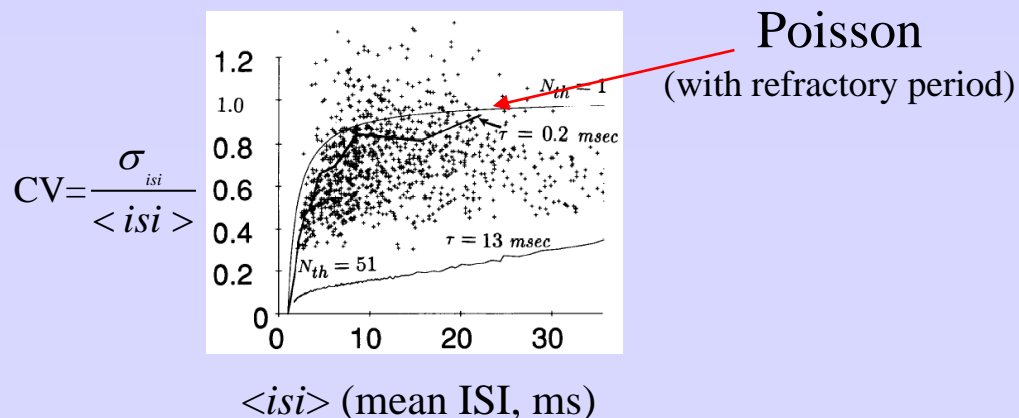 Poisson
(with refractory period)
1.2
1.0
0.8
0.6
0.4
0.2
0
0 10 20 30
N_th = 1
τ = 0.2 msec
τ = 13 msec
N_th = 51
CV= σ_isi / < isi >
<isi> (mean ISI, ms)